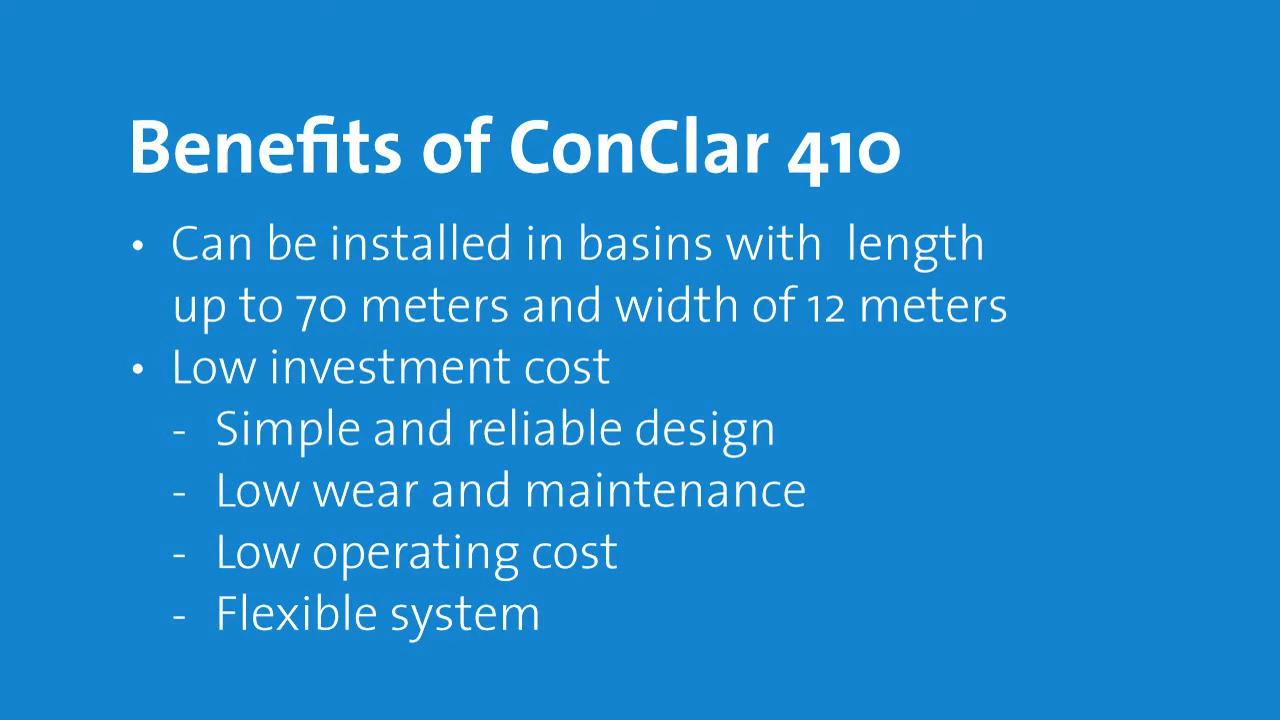 Benefits of ConClar 410
• Can be installed in basins with  length
up to 70 meters and width of 12 meters
• Low investment cost
- Simple and reliable design
- Low wear and maintenance
- Low operating cost
- Flexible system